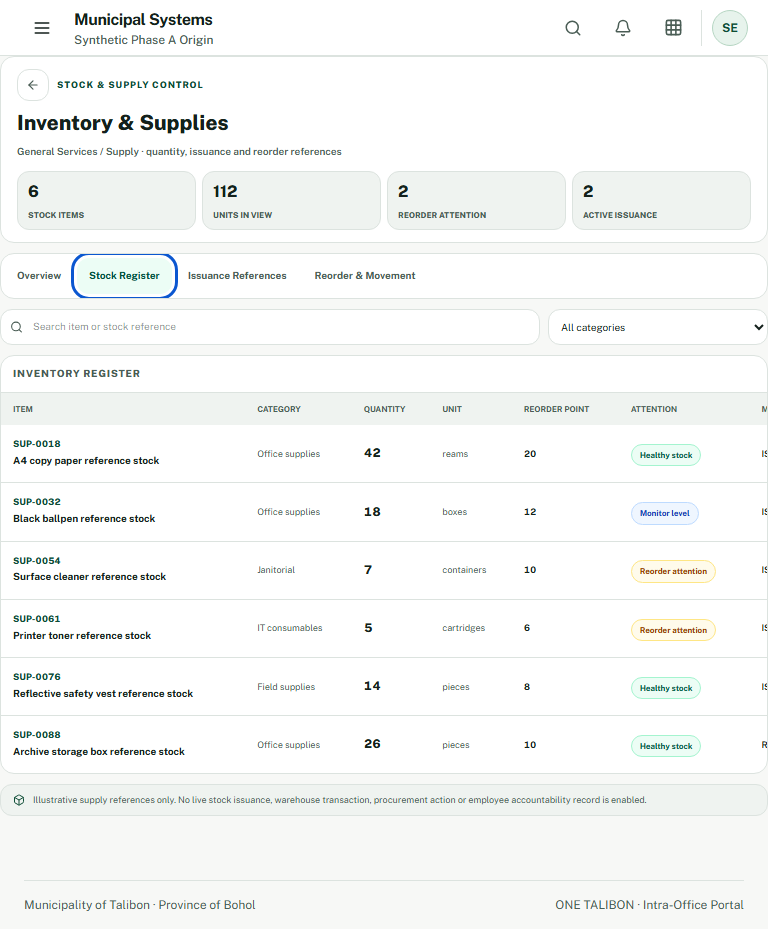 Municipal Systems
Synthetic Phase A Origin
SE
STOCK & SUPPLY CONTROL
Inventory & Supplies
General Services / Supply · quantity, issuance and reorder references
6
STOCK ITEMS
112
UNITS IN VIEW
2
REORDER ATTENTION
2
ACTIVE ISSUANCE
Overview Stock Register Issuance References Reorder & Movement
Search item or stock reference
All categories
INVENTORY REGISTER
ITEM CATEGORY QUANTITY UNIT REORDER POINT ATTENTION
SUP-0018
A4 copy paper reference stock
Office supplies 42 reams 20 Healthy stock
SUP-0032
Black ballpen reference stock
Office supplies 18 boxes 12 Monitor level
SUP-0054
Surface cleaner reference stock
Janitorial 7 containers 10 Reorder attention
SUP-0061
Printer toner reference stock
IT consumables 5 cartridges 6 Reorder attention
SUP-0076
Reflective safety vest reference stock
Field supplies 14 pieces 8 Healthy stock
SUP-0088
Archive storage box reference stock
Office supplies 26 pieces 10 Healthy stock
Illustrative supply references only. No live stock issuance, warehouse transaction, procurement action or employee accountability record is enabled.
Municipality of Talibon · Province of Bohol
ONE TALIBON · Intra-Office Portal